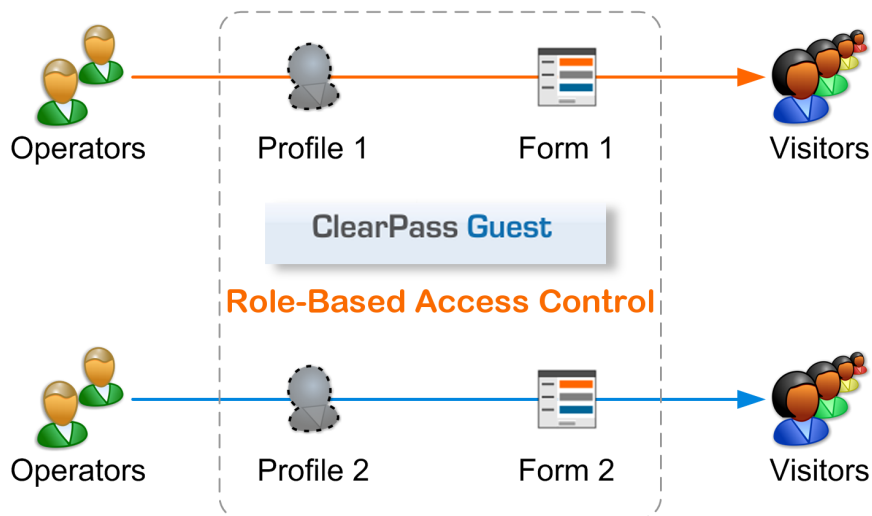 Operators
Profile 1
Form 1
Visitors
ClearPass Guest
Role-Based Access Control
Operators
Profile 2
Form 2
Visitors